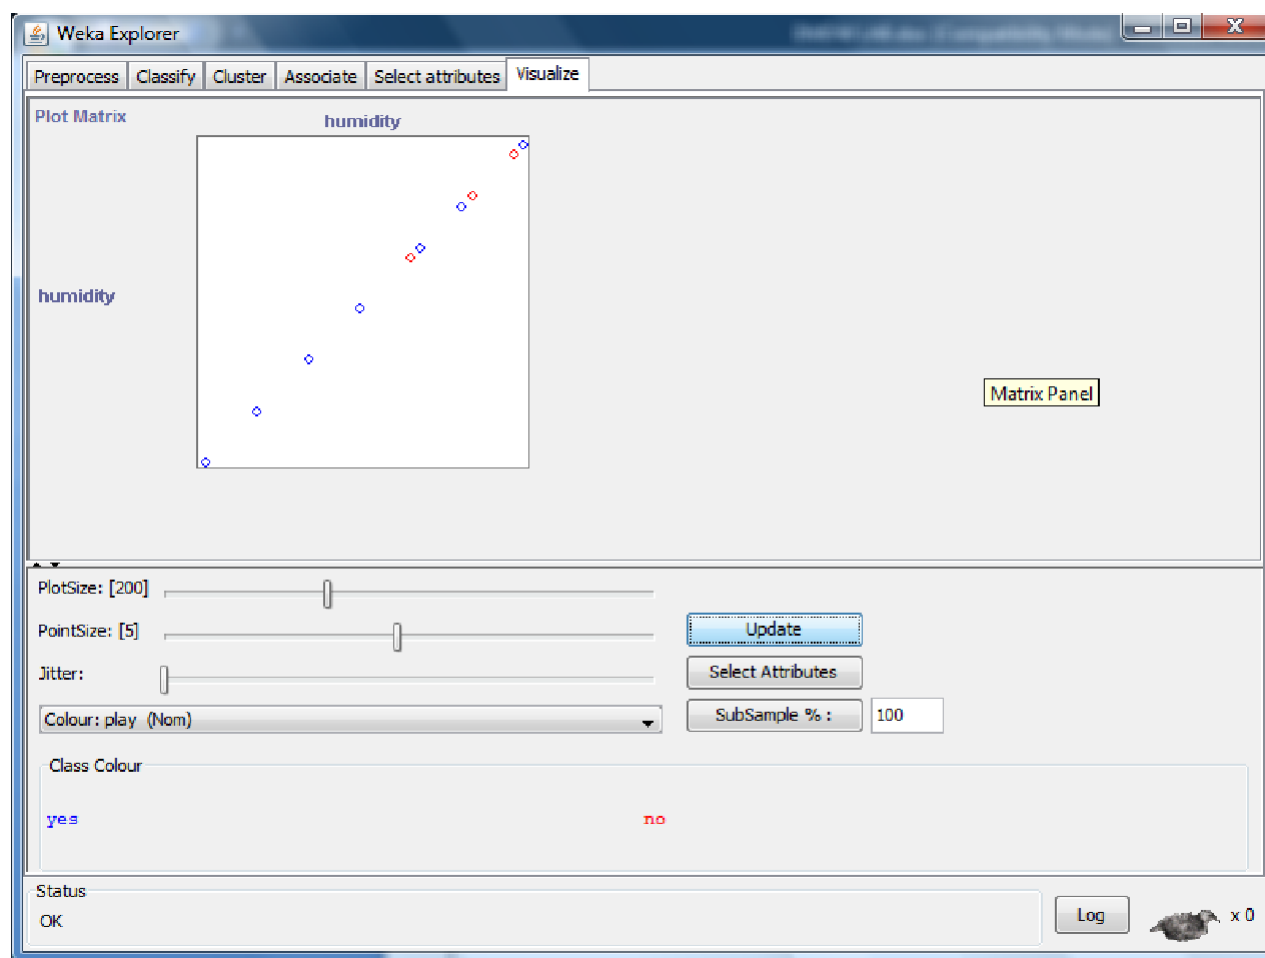 Weka Explorer
Preprocess Classify Cluster Associate Select attributes Visualize
Plot Matrix
humidity
humidity
Matrix Panel
PlotSize: [200]
PointSize: [5]
Update
Jitter:
Select Attributes
Colour: play (Nom)
SubSample % :
100
Class Colour
yes
no
Status
OK
Log
x 0